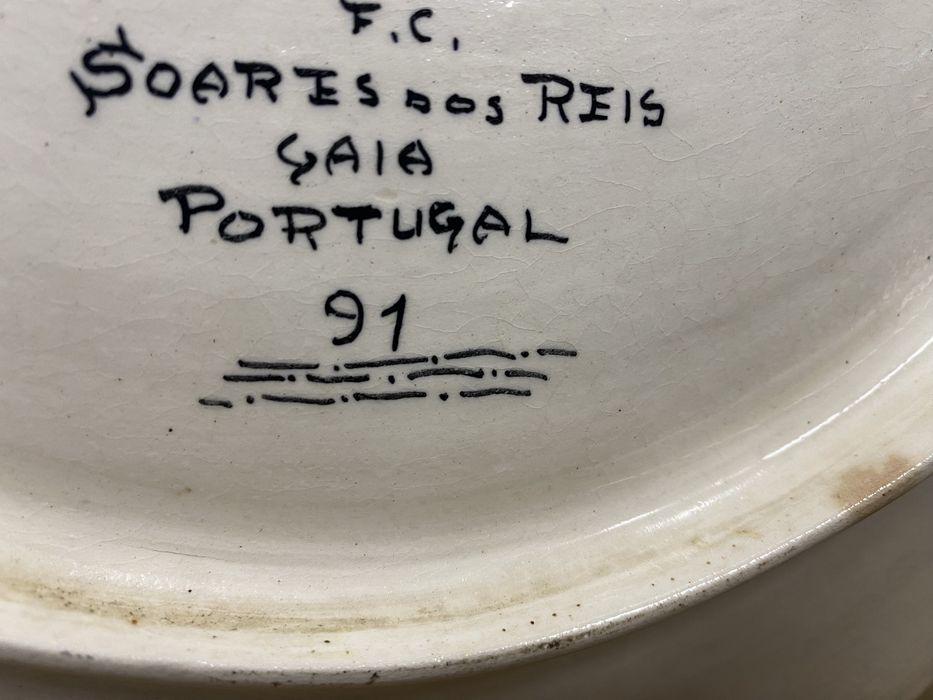 F.C.
SOARES DOS REIS
GAIA
PORTUGAL
91